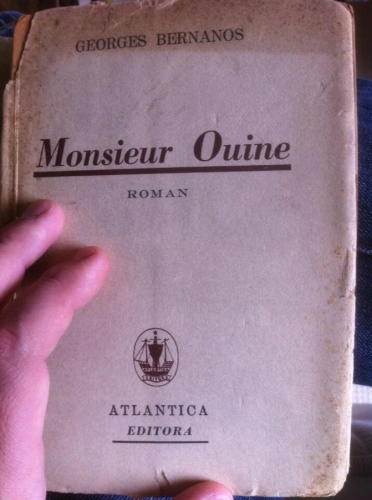 GEORGES BERNANOS
Monsieur Ouine
ROMAN
ATLANTICA
EDITORA